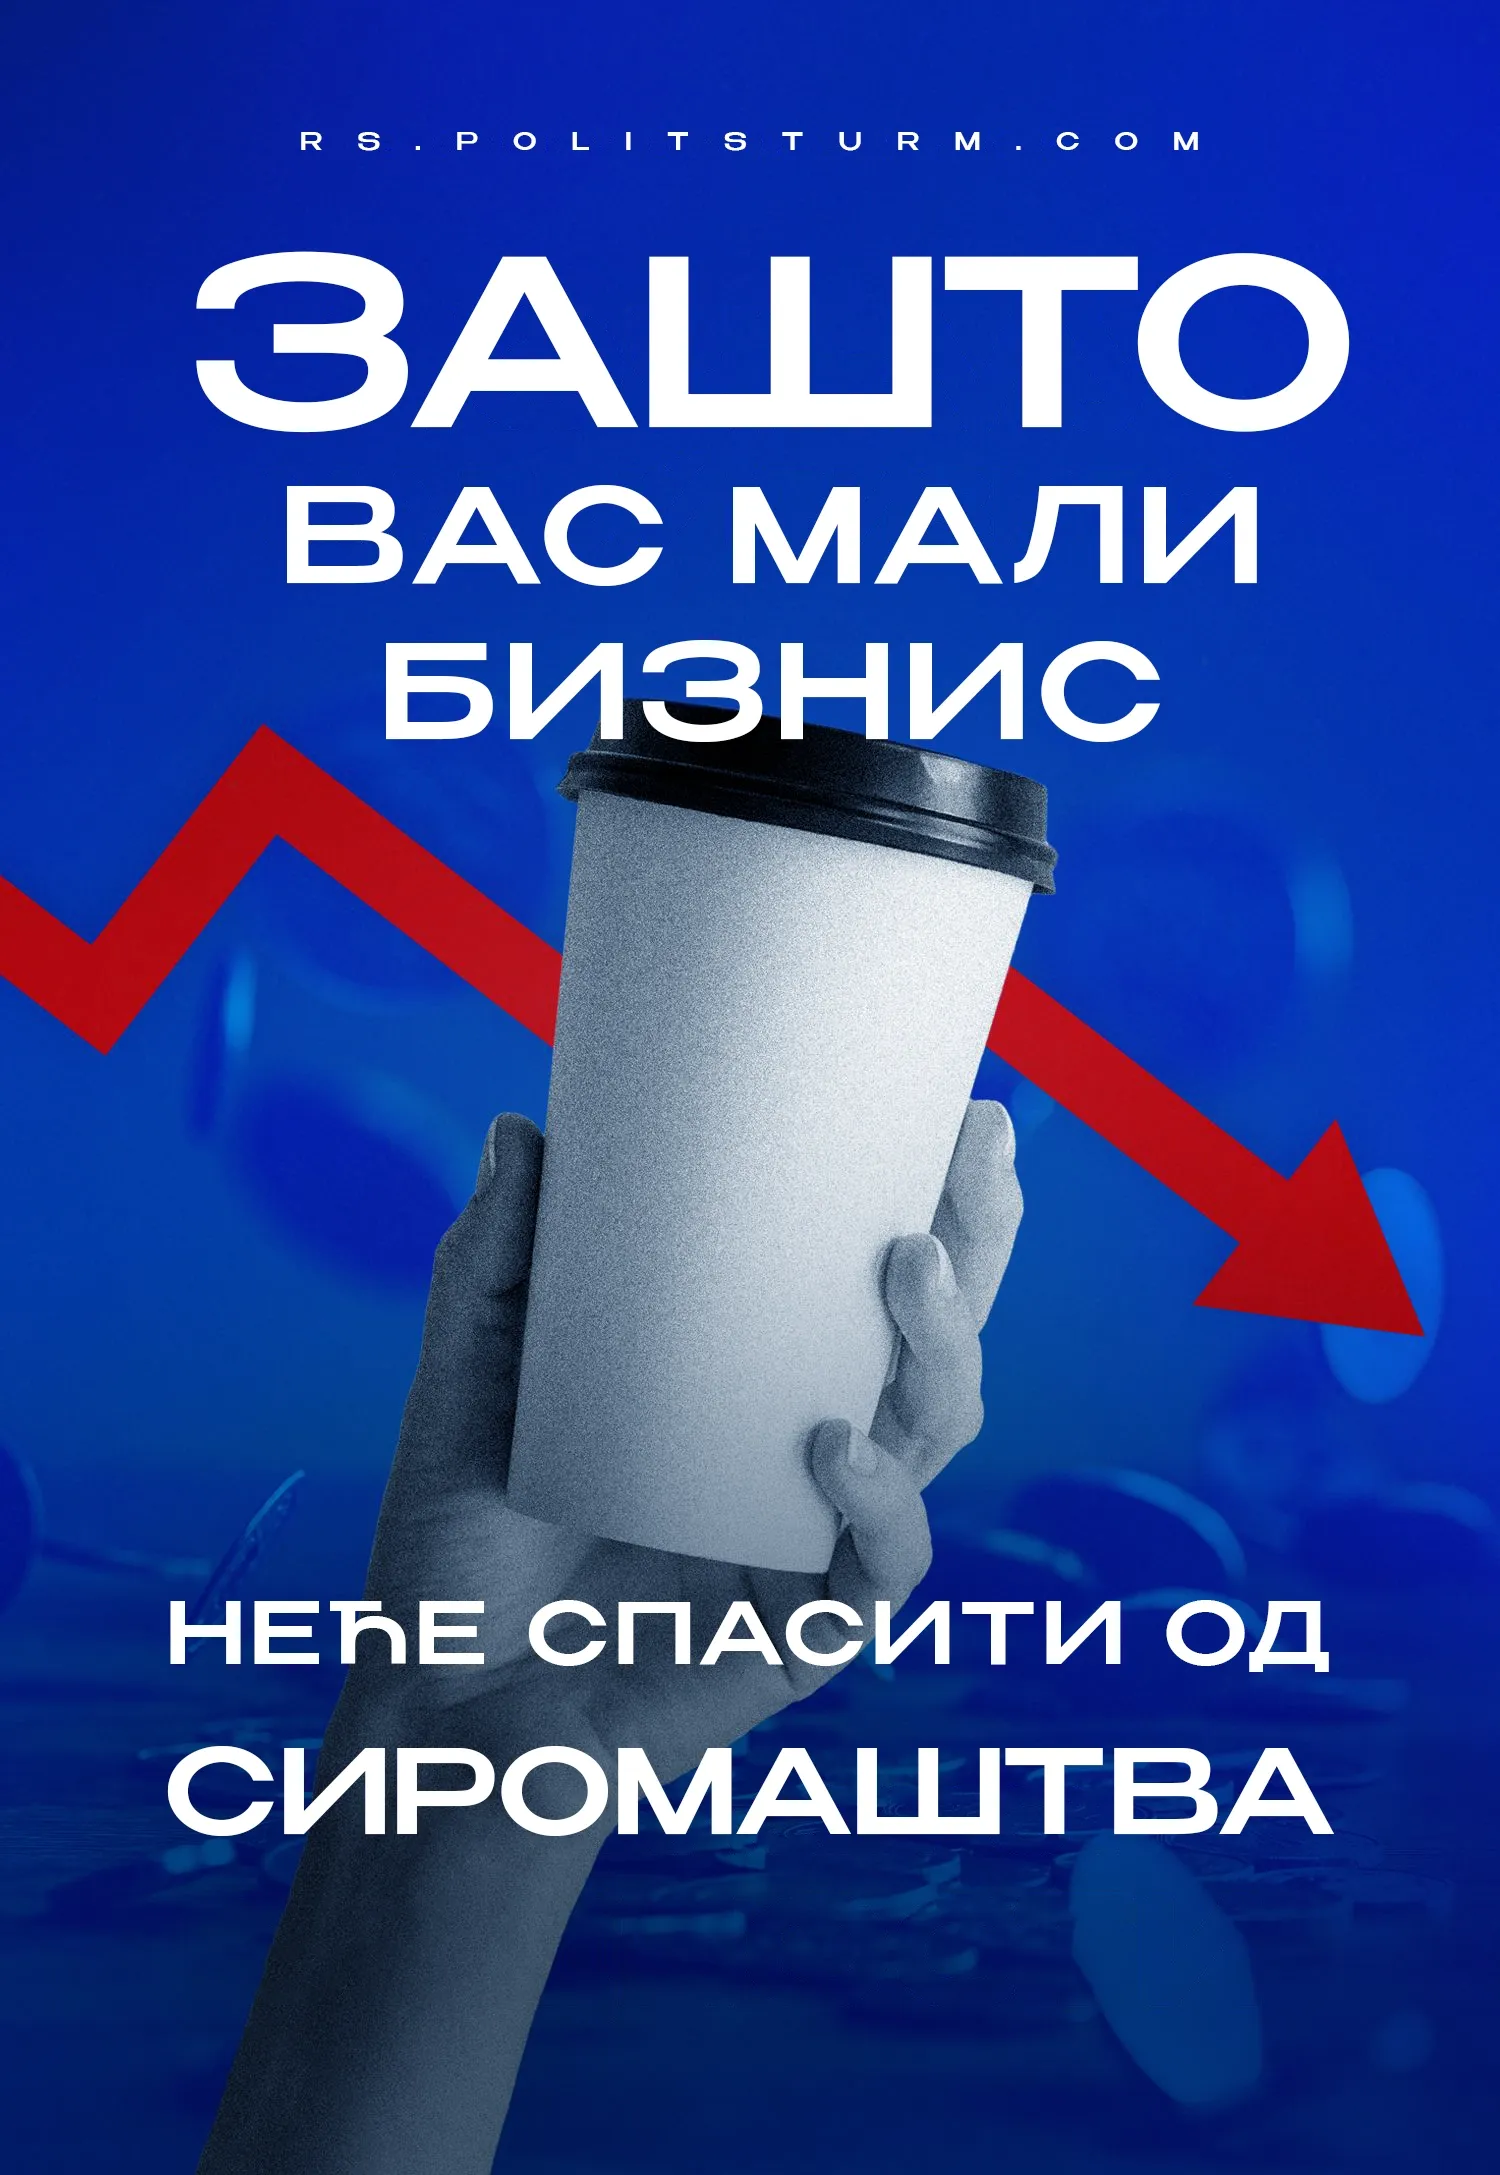 RS.POLITSTURM.COM
ЗАШТО
ВАС МАЛИ
БИЗНИС
НЕЋЕ СПАСИТИ ОД
СИРОМАШТВА